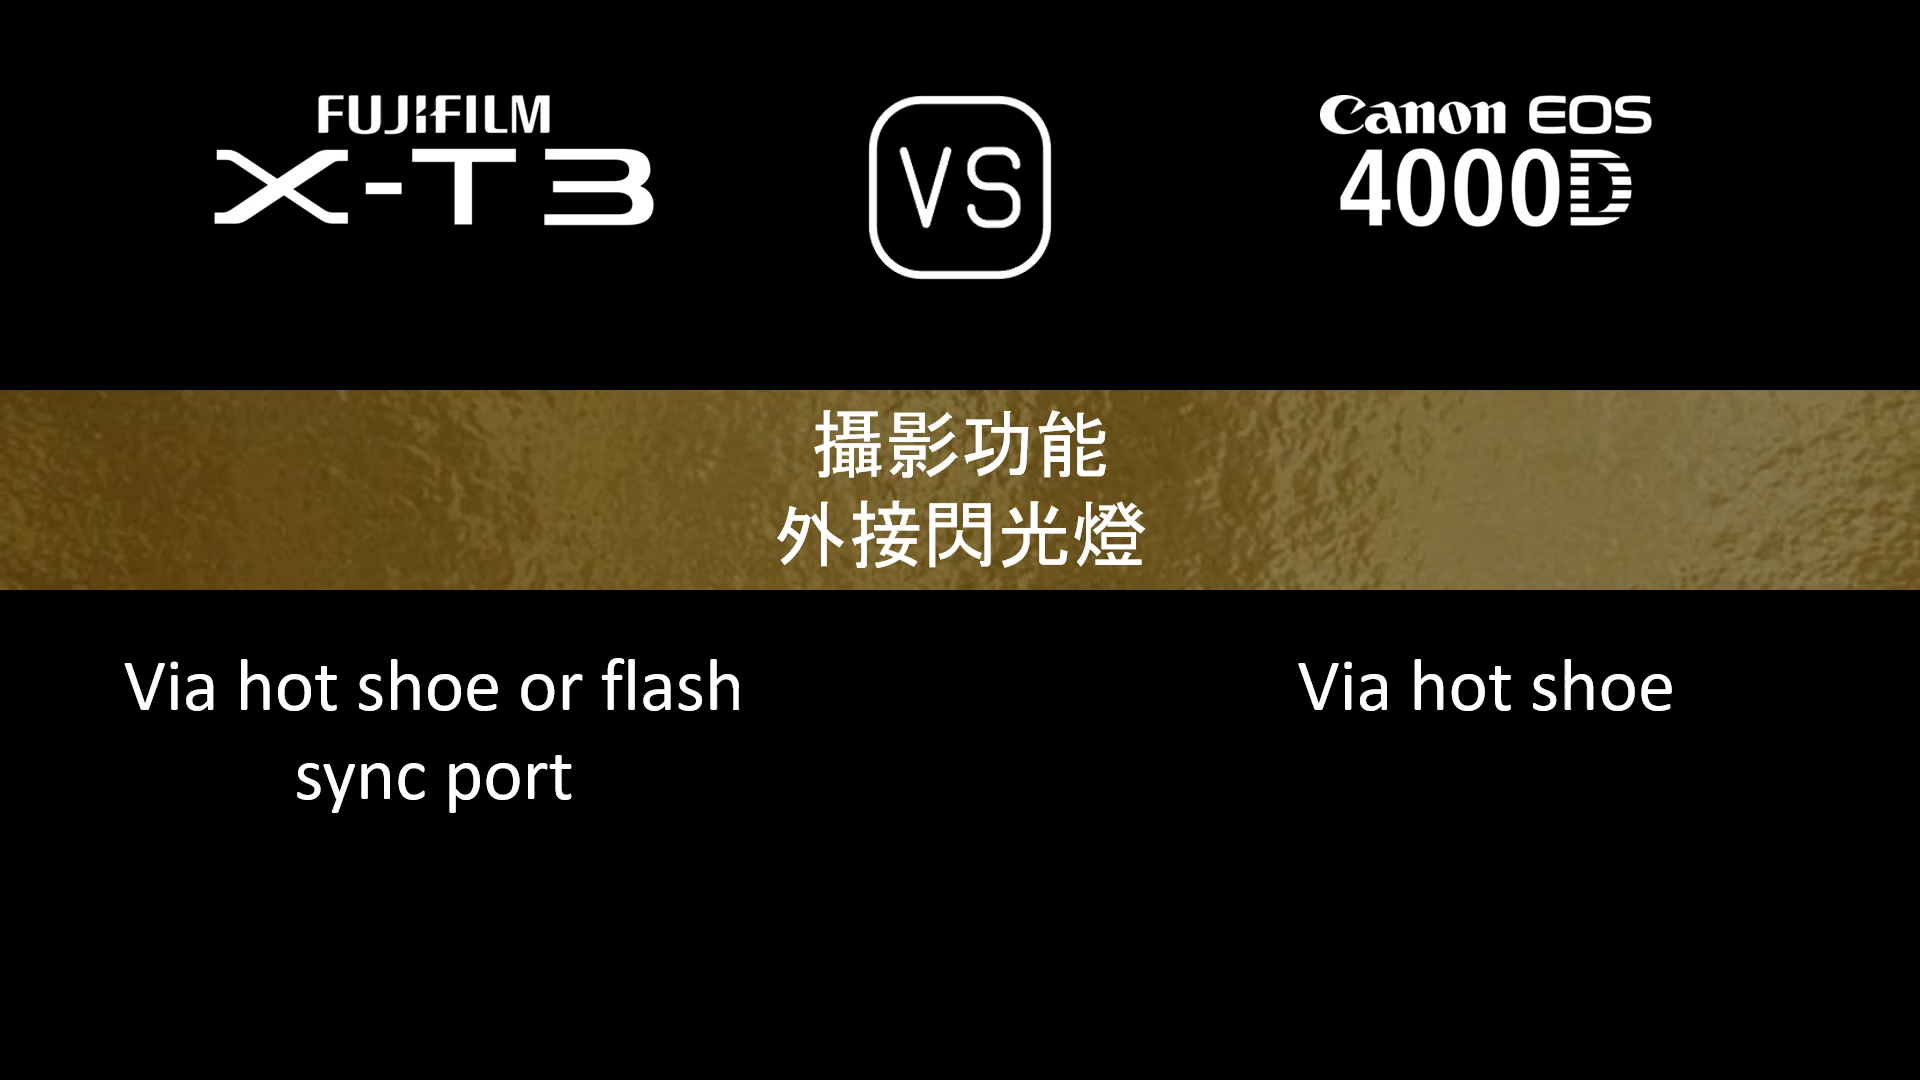 FUJIFILM
X-T3
VS
Canon EOS
4000D
攝影功能
外接閃光燈
Via hot shoe or flash
sync port
Via hot shoe